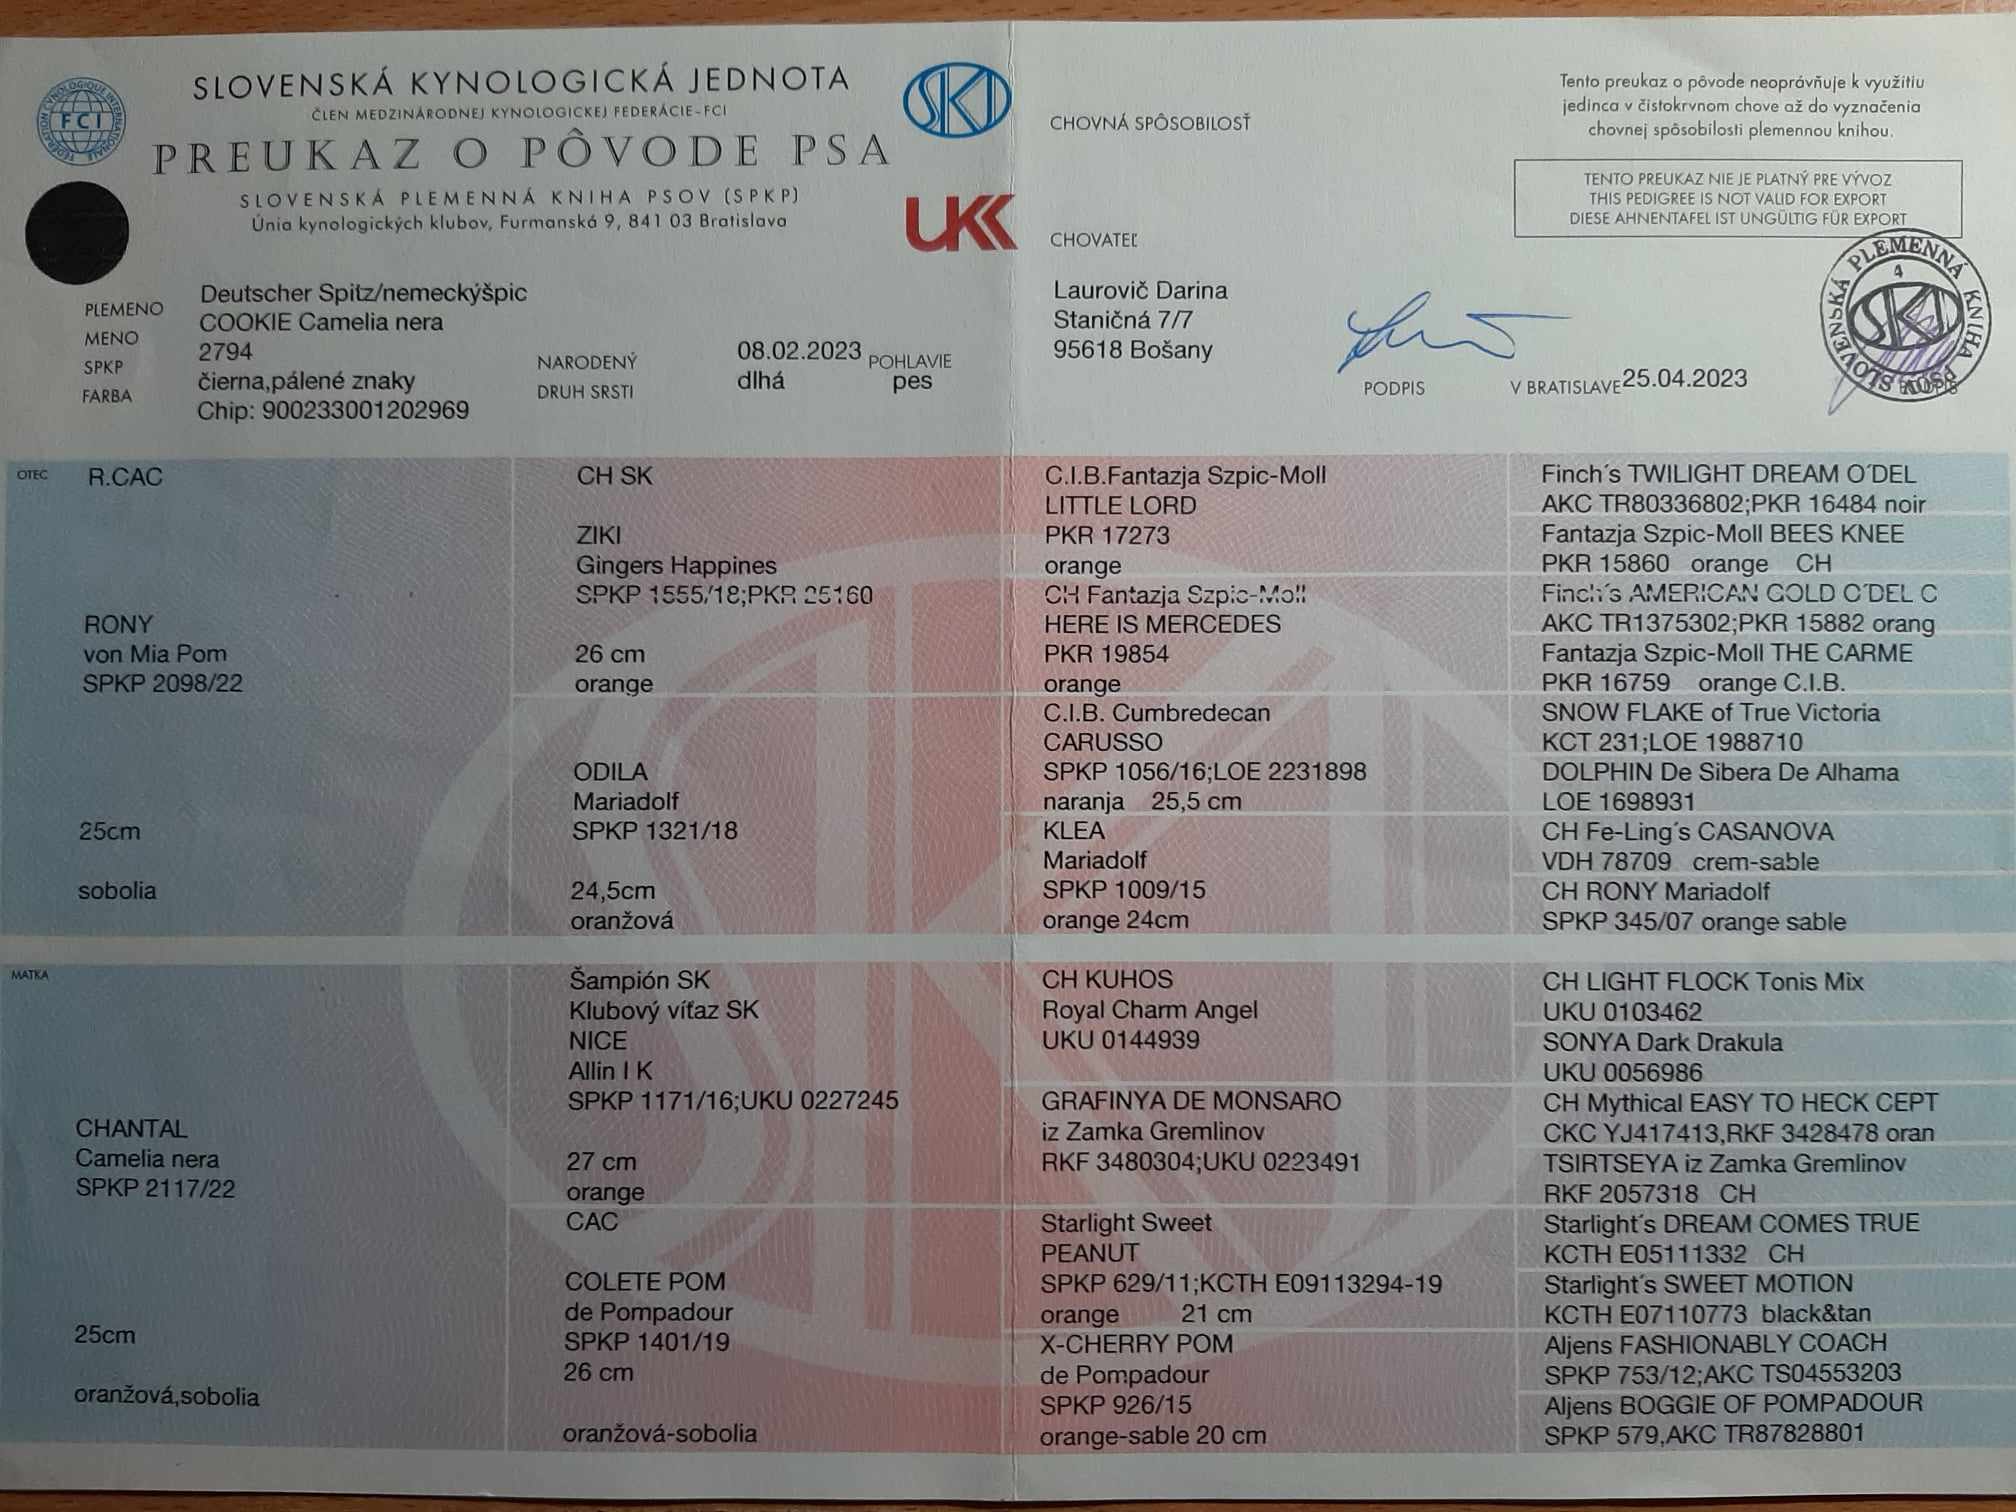 SLOVENSKÁ KYNOLOGICKÁ JEDNOTA
ČLEN MEDZINÁRODNEJ KYNOLOGICKEJ FEDERÁCIE-FCI
PREUKAZ O PÔVODE PSA
SLOVENSKÁ PLEMENNÁ KNIHA PSOV (SPKP)
Únia kynologických klubov, Furmanská 9, 841 03 Bratislava
FEDERATION CYNOLOGIQUE INTERNATIONALE
FCI
SKJ
UKK
PLEMENO Deutscher Spitz/nemeckýšpic
MENO COOKIE Camelia nera
SPKP 2794
NARODENÝ 08.02.2023 POHLAVIE
FARBA čierna,pálené znaky
DRUH SRSTI dlhá pes
Chip: 900233001202969
CHOVNÁ SPÔSOBILOSŤ
Tento preukaz o pôvode neoprávňuje k využitiu
jedinca v čistokrvnom chove až do vyznačenia
chovnej spôsobilosti plemennou knihou.
TENTO PREUKAZ NIE JE PLATNÝ PRE VÝVOZ
THIS PEDIGREE IS NOT VALID FOR EXPORT
DIESE AHNENTAFEL IST UNGÜLTIG FÜR EXPORT
CHOVATEĽ
Laurovič Darina
Staničná 7/7
95618 Bošany
PODPIS
V BRATISLAVE 25.04.2023
SLOVENSKÁ PLEMENNÁ KNIHA PSOV
4
SKJ
OTEC
R.CAC
RONY
von Mia Pom
SPKP 2098/22
25cm
sobolia
CH SK
ZIKI
Gingers Happines
SPKP 1555/18;PKR 25160
26 cm
orange
ODILA
Mariadolf
SPKP 1321/18
24,5cm
oranžová
C.I.B.Fantazja Szpic-Moll
LITTLE LORD
PKR 17273
orange
CH Fantazja Szpic-Moll
HERE IS MERCEDES
PKR 19854
orange
C.I.B. Cumbredecan
CARUSSO
SPKP 1056/16;LOE 2231898
naranja 25,5 cm
KLEA
Mariadolf
SPKP 1009/15
orange 24cm
Finch´s TWILIGHT DREAM O´DEL
AKC TR80336802;PKR 16484 noir
Fantazja Szpic-Moll BEES KNEE
PKR 15860 orange CH
Finch´s AMERICAN GOLD O´DEL C
AKC TR1375302;PKR 15882 orang
Fantazja Szpic-Moll THE CARME
PKR 16759 orange C.I.B.
SNOW FLAKE of True Victoria
KCT 231;LOE 1988710
DOLPHIN De Sibera De Alhama
LOE 1698931
CH Fe-Ling´s CASANOVA
VDH 78709 crem-sable
CH RONY Mariadolf
SPKP 345/07 orange sable
MATKA
CHANTAL
Camelia nera
SPKP 2117/22
25cm
oranžová,sobolia
Šampión SK
Klubový víťaz SK
NICE
Allin I K
SPKP 1171/16;UKU 0227245
27 cm
orange
CAC
COLETE POM
de Pompadour
SPKP 1401/19
26 cm
oranžová-sobolia
CH KUHOS
Royal Charm Angel
UKU 0144939
GRAFINYA DE MONSARO
iz Zamka Gremlinov
RKF 3480304;UKU 0223491
Starlight Sweet
PEANUT
SPKP 629/11;KCTH E09113294-19
orange 21 cm
X-CHERRY POM
de Pompadour
SPKP 926/15
orange-sable 20 cm
CH LIGHT FLOCK Tonis Mix
UKU 0103462
SONYA Dark Drakula
UKU 0056986
CH Mythical EASY TO HECK CEPT
CKC YJ417413,RKF 3428478 oran
TSIRTSEYA iz Zamka Gremlinov
RKF 2057318 CH
Starlight´s DREAM COMES TRUE
KCTH E05111332 CH
Starlight´s SWEET MOTION
KCTH E07110773 black&tan
Aljens FASHIONABLY COACH
SPKP 753/12;AKC TS04553203
Aljens BOGGIE OF POMPADOUR
SPKP 579,AKC TR87828801